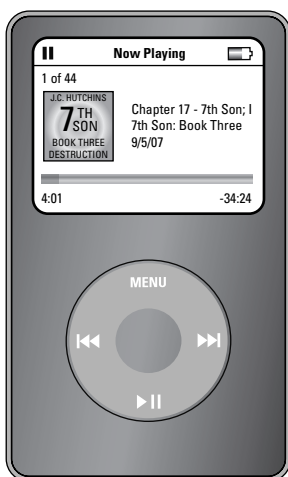 Now Playing
1 of 44
J.C. HUTCHINS
7TH
SON
BOOK THREE
DESTRUCTION
Chapter 17 - 7th Son; I
7th Son: Book Three
9/5/07
4:01 -34:24
MENU